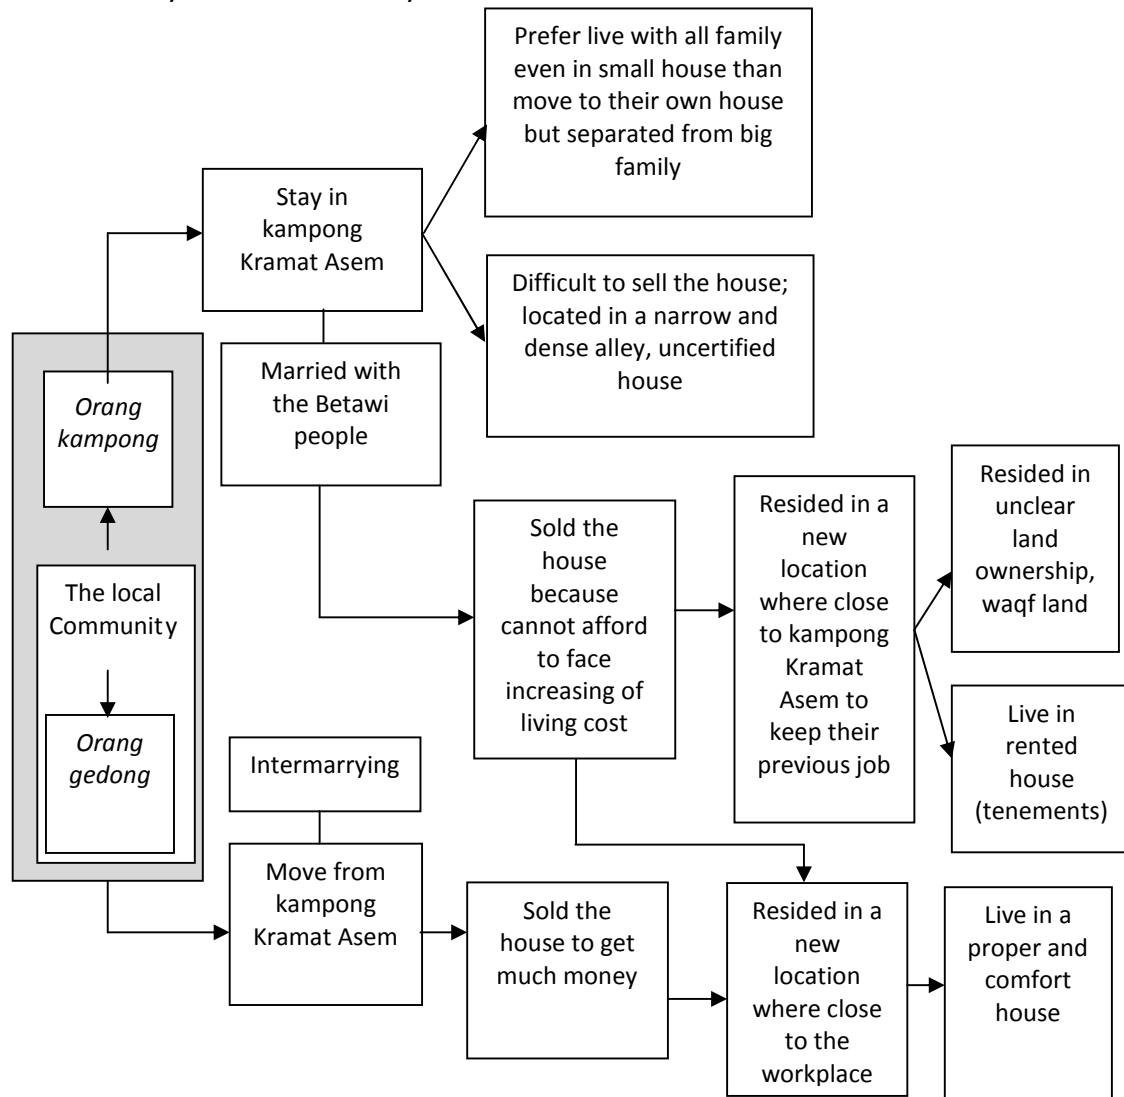 Prefer live with all family
even in small house than
move to their own house
but separated from big
family
Stay in
kampong
Kramat Asem
Difficult to sell the house;
located in a narrow and
dense alley, uncertified
house
Married with
the Betawi
people
Orang
kampong
The local
Community
Orang
gedong
Sold the
house
because
cannot afford
to face
increasing of
living cost
Resided in a
new
location
where close
to kampong
Kramat
Asem to
keep their
previous job
Resided in
unclear
land
ownership,
waqf land
Live in
rented
house
(tenements)
Intermarrying
Move from
kampong
Kramat Asem
Sold the
house to get
much money
Resided in a
new
location
where close
to the
workplace
Live in a
proper and
comfort
house